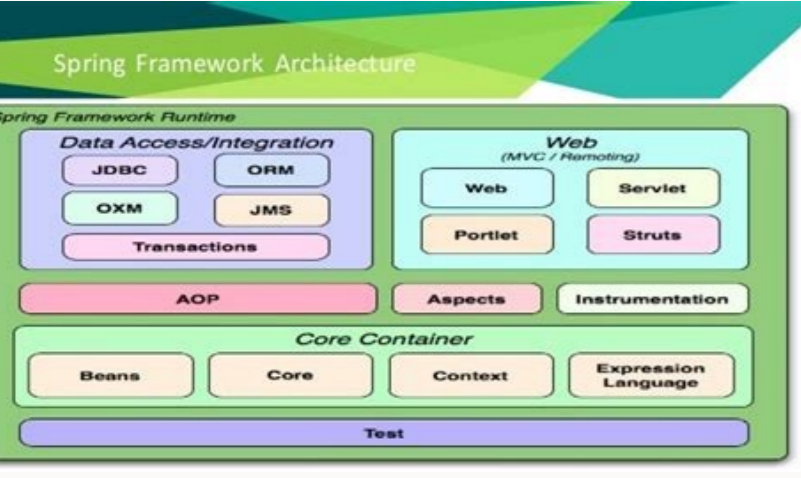 Spring Framework Architecture
Spring Framework Runtime
Data Access/Integration
JDBC
ORM
OXM
JMS
Transactions
Web
(MVC / Remoting)
Web
Servlet
Portlet
Struts
AOP
Aspects
Instrumentation
Core Container
Beans
Core
Context
Expression
Language
Test